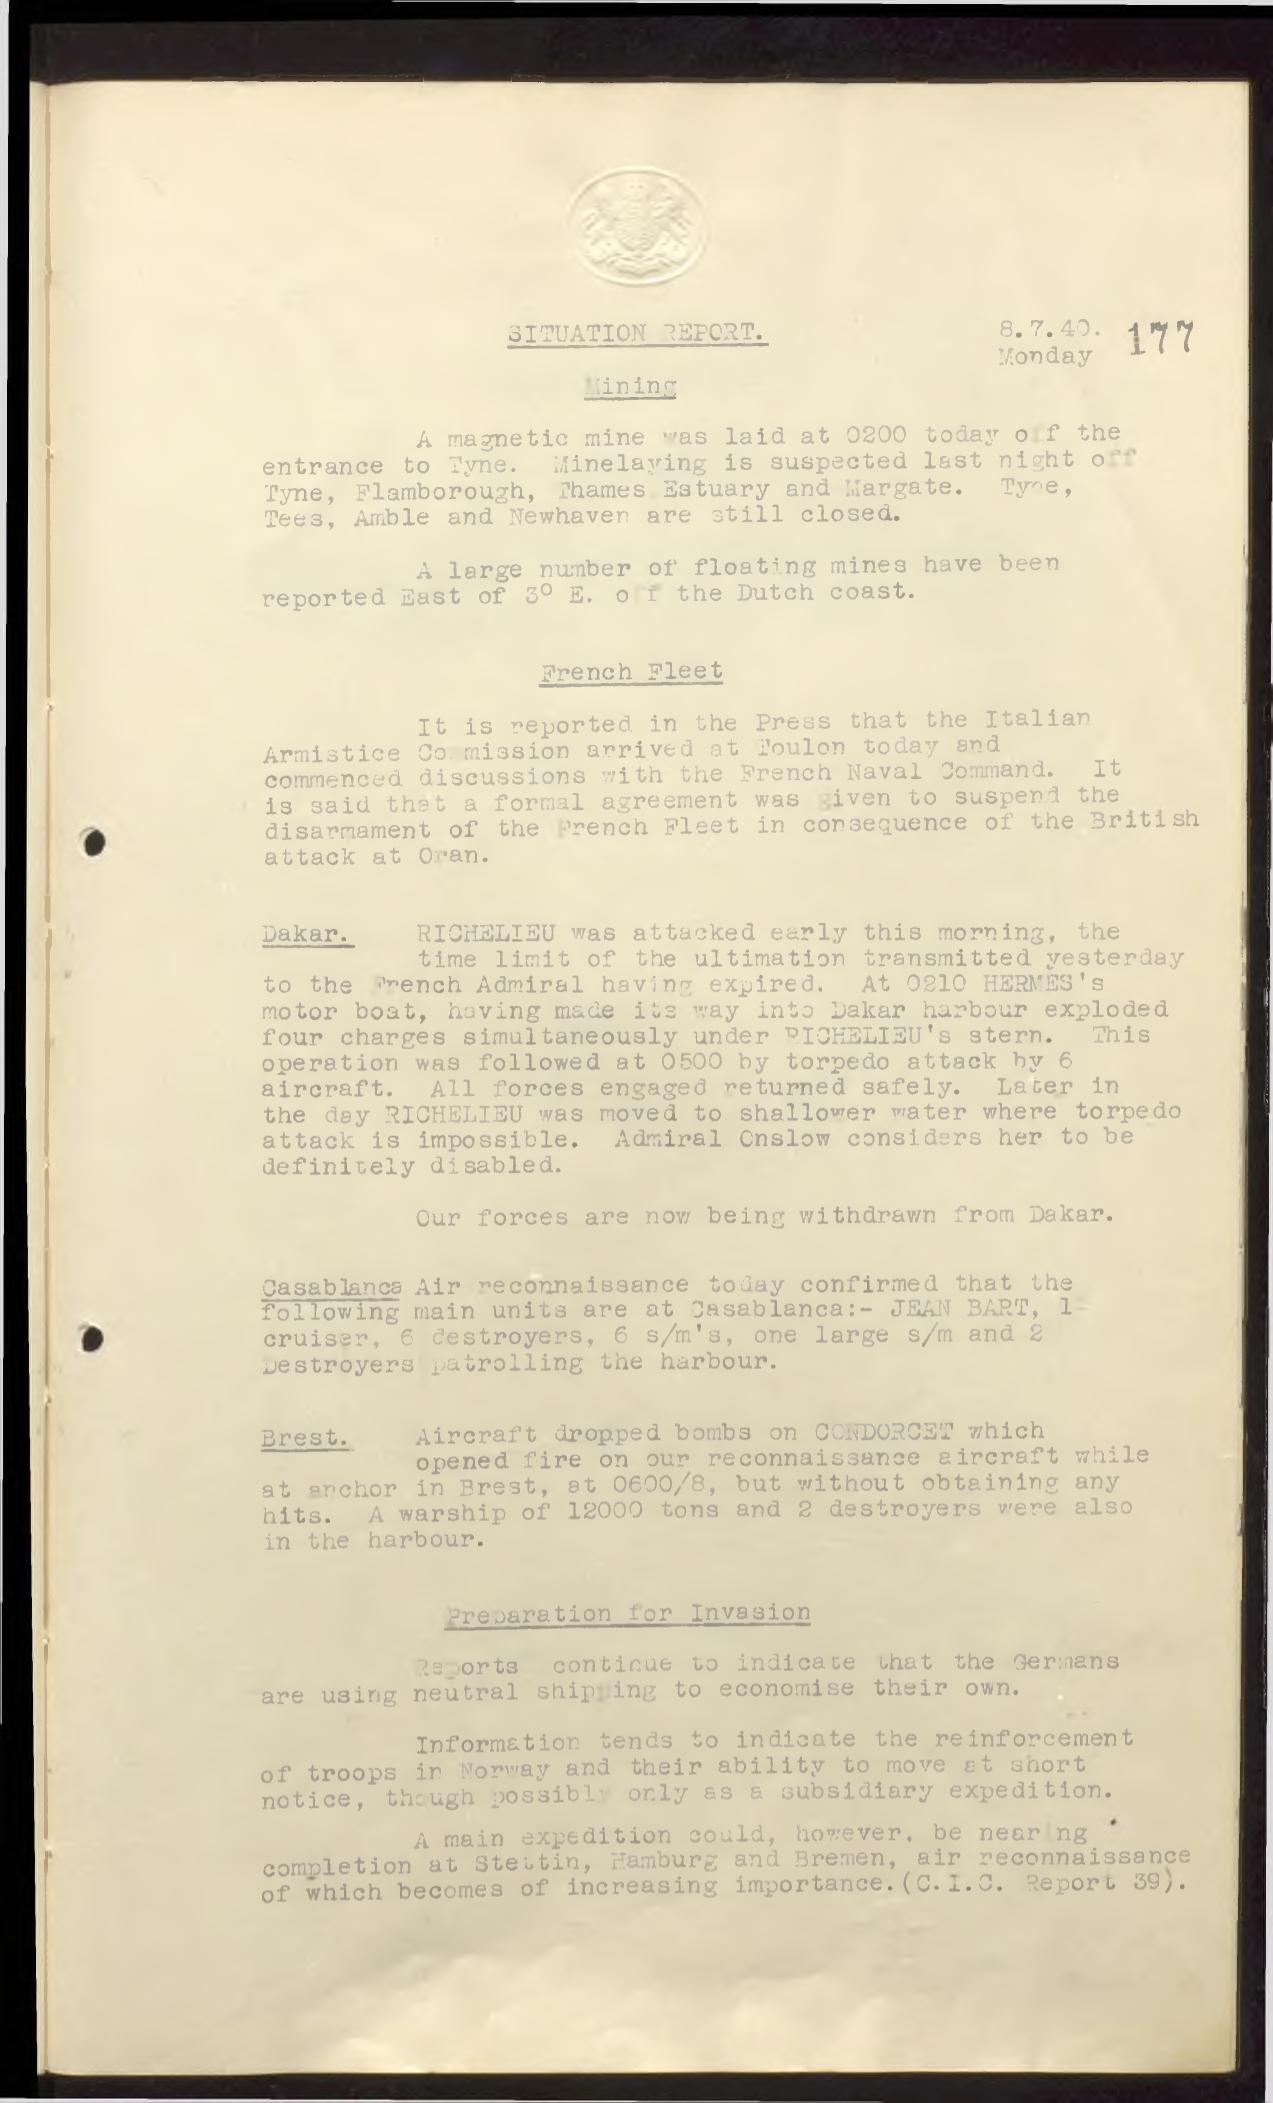 SITUATION REPORT.
8.7.40.
Monday
177
Mining
A magnetic mine was laid at 0200 today off the
entrance to Tyne. Minelaying is suspected last night off
Tyne, Flamborough, Thames Estuary and Margate. Tyne,
Tees, Amble and Newhaven are still closed.
A large number of floating mines have been
reported East of 3° E. off the Dutch coast.
French Fleet
It is reported in the Press that the Italian
Armistice Commission arrived at Toulon today and
commenced discussions with the French Naval Command. It
is said that a formal agreement was given to suspend the
disarmament of the French Fleet in consequence of the British
attack at Oran.
Dakar. RICHELIEU was attacked early this morning, the
time limit of the ultimation transmitted yesterday
to the French Admiral having expired. At 0210 HERMES's
motor boat, having made its way into Dakar harbour exploded
four charges simultaneously under RICHELIEU's stern. This
operation was followed at 0500 by torpedo attack by 6
aircraft. All forces engaged returned safely. Later in
the day RICHELIEU was moved to shallower water where torpedo
attack is impossible. Admiral Onslow considers her to be
definitely disabled.
Our forces are now being withdrawn from Dakar.
Casablanca Air reconnaissance today confirmed that the
following main units are at Casablanca:- JEAN BART, 1
cruiser, 6 destroyers, 6 s/m's, one large s/m and 2
Destroyers patrolling the harbour.
Brest. Aircraft dropped bombs on CONDORCET which
opened fire on our reconnaissance aircraft while
at anchor in Brest, at 0600/8, but without obtaining any
hits. A warship of 12000 tons and 2 destroyers were also
in the harbour.
Preparation for Invasion
Reports continue to indicate that the Germans
are using neutral shipping to economise their own.
Information tends to indicate the reinforcement
of troops in Norway and their ability to move at short
notice, though possibly only as a subsidiary expedition.
A main expedition could, however, be nearing
completion at Stettin, Hamburg and Bremen, air reconnaissance
of which becomes of increasing importance.(C.I.C. Report 39).